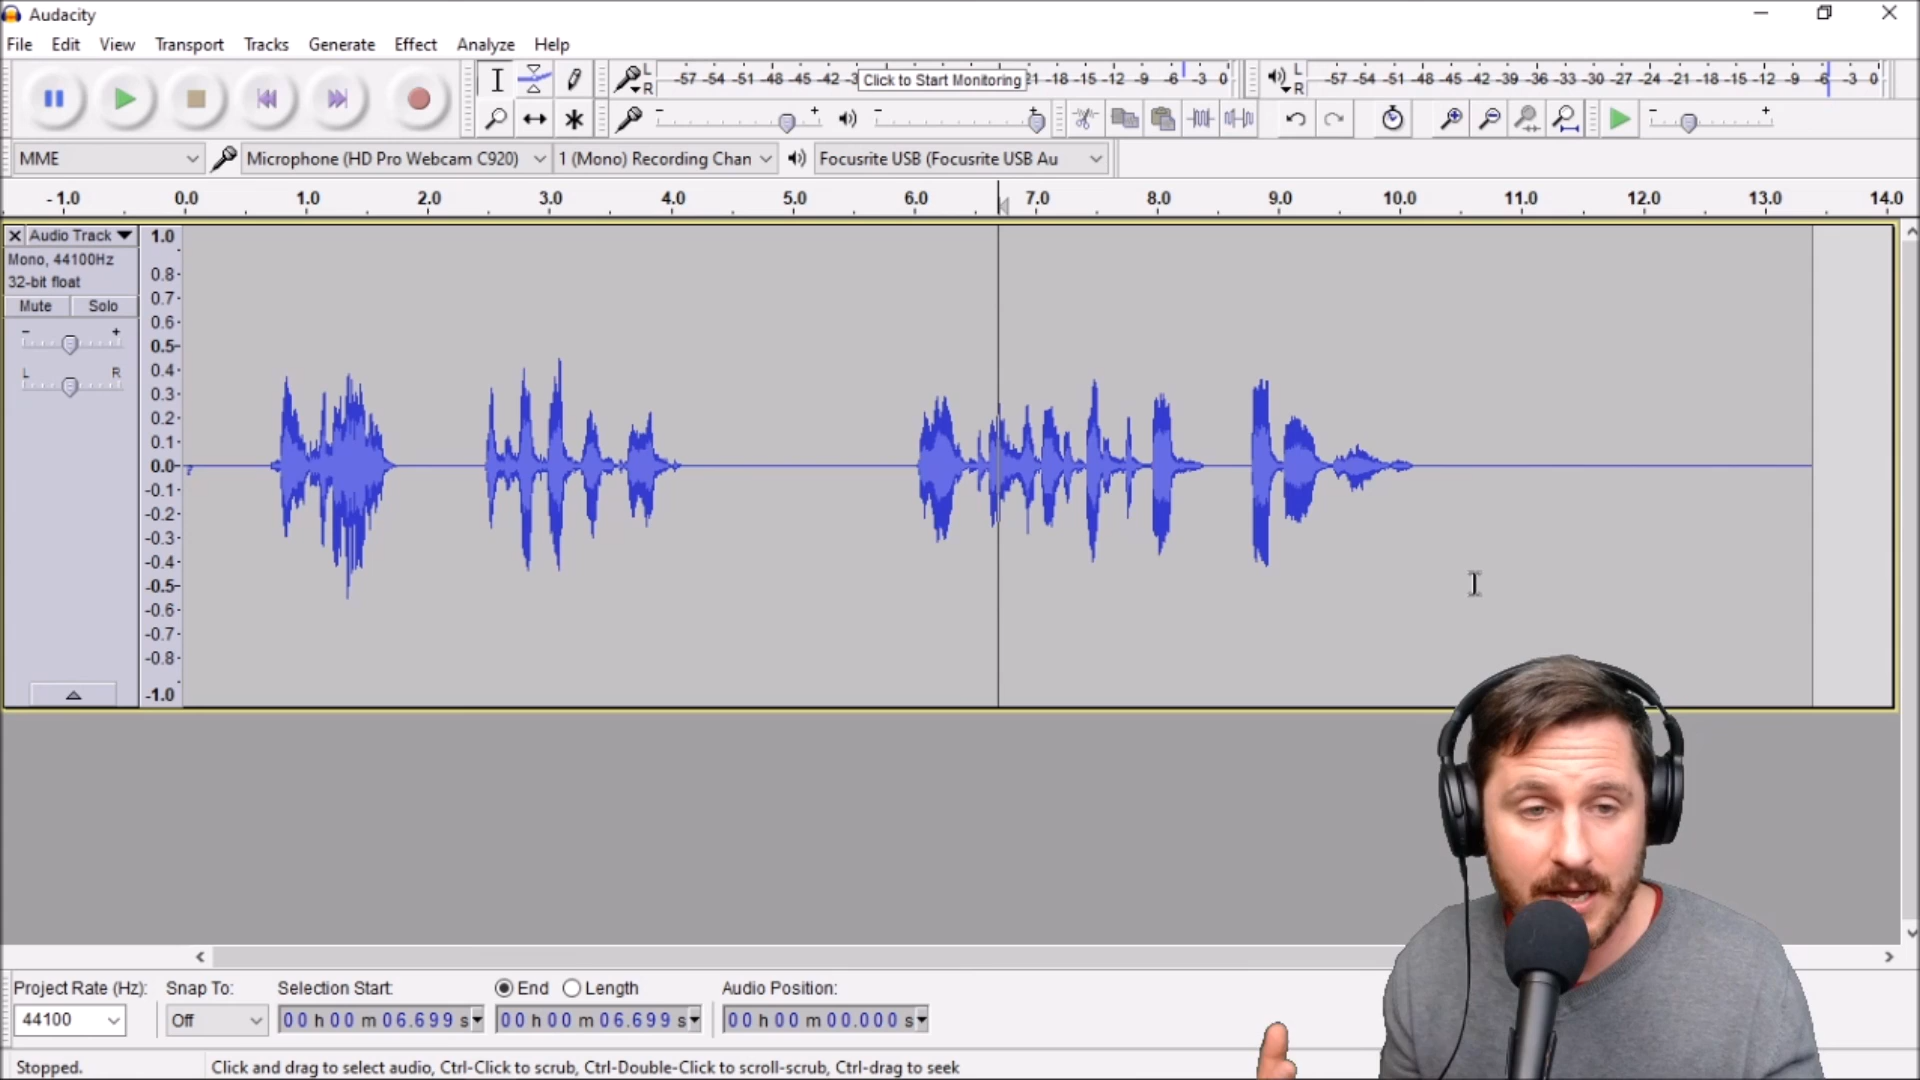 Audacity
File Edit View Transport Tracks Generate Effect Analyze Help
L R -57 -54 -51 -48 -45 -42 -3 Click to Start Monitoring 21 -18 -15 -12 -9 -6 -3 0 L R -57 -54 -51 -48 -45 -42 -39 -36 -33 -30 -27 -24 -21 -18 -15 -12 -9 -6 -3 0
- + - + - +
MME Microphone (HD Pro Webcam C920) 1 (Mono) Recording Chan Focusrite USB (Focusrite USB Au
- 1.0 0.0 1.0 2.0 3.0 4.0 5.0 6.0 7.0 8.0 9.0 10.0 11.0 12.0 13.0 14.0
Audio Track 1.0
Mono, 44100Hz
32-bit float
0.8
0.7
Mute Solo
0.6
- +
0.5
L R
0.4
0.3
0.2
0.1
0.0
-0.1
-0.2
-0.3
-0.4
-0.5
-0.6
-0.7
-0.8
-1.0
Project Rate (Hz): Snap To: Selection Start: End Length Audio Position:
44100 Off 00 h 00 m 06.699 s 00 h 00 m 06.699 s 00 h 00 m 00.000 s
Stopped. Click and drag to select audio, Ctrl-Click to scrub, Ctrl-Double-Click to scroll-scrub, Ctrl-drag to seek